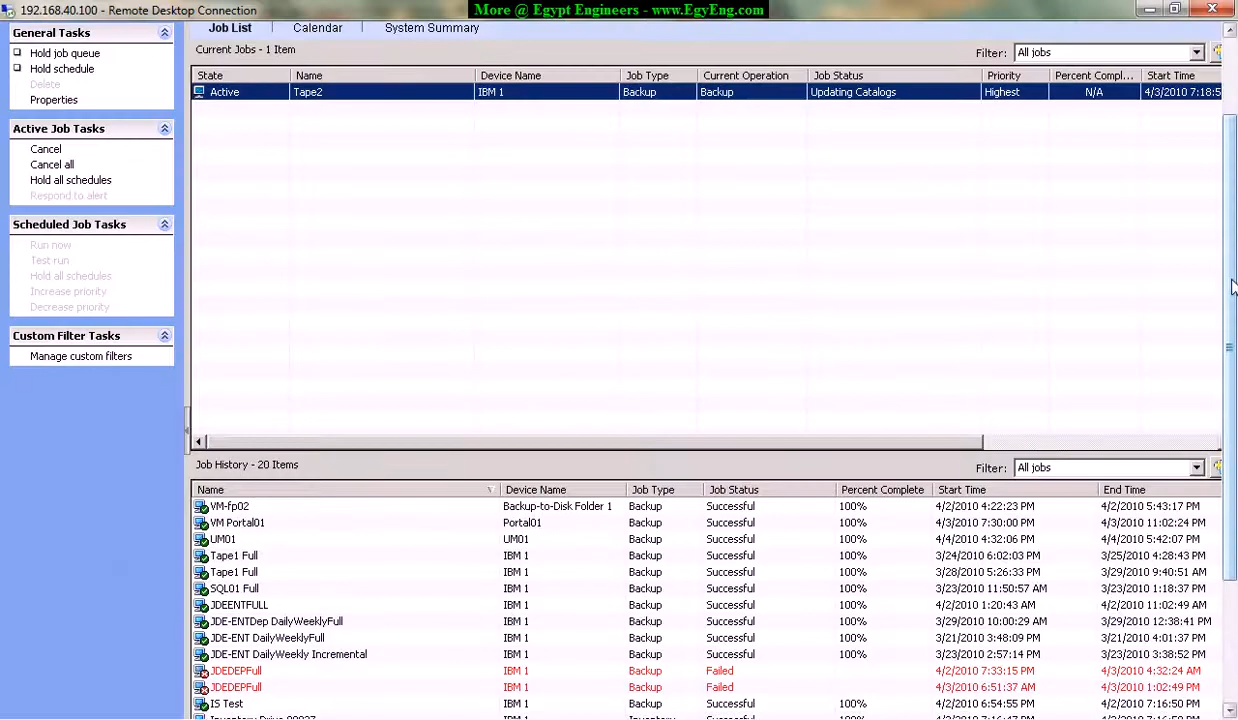 192.168.40.100 - Remote Desktop Connection
More @ Egypt Engineers - www.EgyEng.com
General Tasks
Hold job queue
Hold schedule
Delete
Properties
Active Job Tasks
Cancel
Cancel all
Hold all schedules
Respond to alert
Scheduled Job Tasks
Run now
Test run
Hold all schedules
Increase priority
Decrease priority
Custom Filter Tasks
Manage custom filters
Job List Calendar System Summary
Current Jobs - 1 Item Filter: All jobs
State Name Device Name Job Type Current Operation Job Status Priority Percent Compl... Start Time
Active Tape2 IBM 1 Backup Backup Updating Catalogs Highest N/A 4/3/2010 7:18:5
Job History - 20 Items Filter: All jobs
Name Device Name Job Type Job Status Percent Complete Start Time End Time
VM-fp02 Backup-to-Disk Folder 1 Backup Successful 100% 4/2/2010 4:22:23 PM 4/2/2010 5:43:17 PM
VM Portal01 Portal01 Backup Successful 100% 4/3/2010 7:30:00 PM 4/3/2010 11:02:24 PM
UM01 UM01 Backup Successful 100% 4/4/2010 4:32:06 PM 4/4/2010 5:42:07 PM
Tape1 Full IBM 1 Backup Successful 100% 3/24/2010 6:02:03 PM 3/25/2010 4:28:43 PM
Tape1 Full IBM 1 Backup Successful 100% 3/28/2010 5:26:33 PM 3/29/2010 9:40:51 AM
SQL01 Full IBM 1 Backup Successful 100% 3/23/2010 11:50:57 AM 3/23/2010 1:18:37 PM
JDEENTFULL IBM 1 Backup Successful 100% 4/2/2010 1:20:43 AM 4/2/2010 11:02:49 AM
JDE-ENTDep DailyWeeklyFull IBM 1 Backup Successful 100% 3/29/2010 10:00:29 AM 3/29/2010 12:38:41 PM
JDE-ENT DailyWeeklyFull IBM 1 Backup Successful 100% 3/21/2010 3:48:09 PM 3/21/2010 4:01:37 PM
JDE-ENT DailyWeekly Incremental IBM 1 Backup Successful 100% 3/23/2010 2:57:14 PM 3/23/2010 3:38:52 PM
JDEDEPFull IBM 1 Backup Failed 4/2/2010 7:33:15 PM 4/3/2010 4:32:24 AM
JDEDEPFull IBM 1 Backup Failed 4/3/2010 6:51:37 AM 4/3/2010 1:02:49 PM
IS Test IBM 1 Backup Successful 100% 4/2/2010 6:54:55 PM 4/2/2010 7:16:50 PM